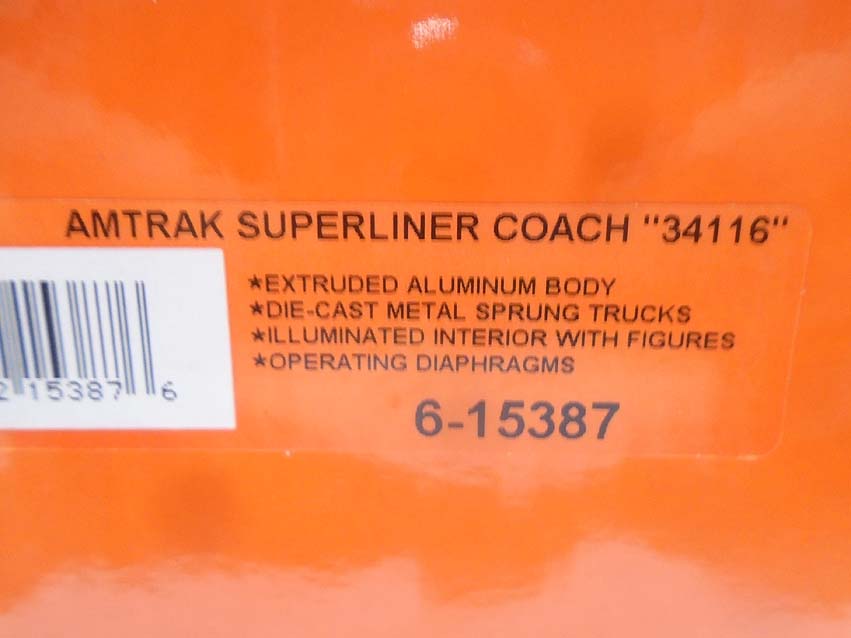 AMTRAK SUPERLINER COACH "34116"
*EXTRUDED ALUMINUM BODY
*DIE-CAST METAL SPRUNG TRUCKS
*ILLUMINATED INTERIOR WITH FIGURES
*OPERATING DIAPHRAGMS
6-15387
2 15387 6